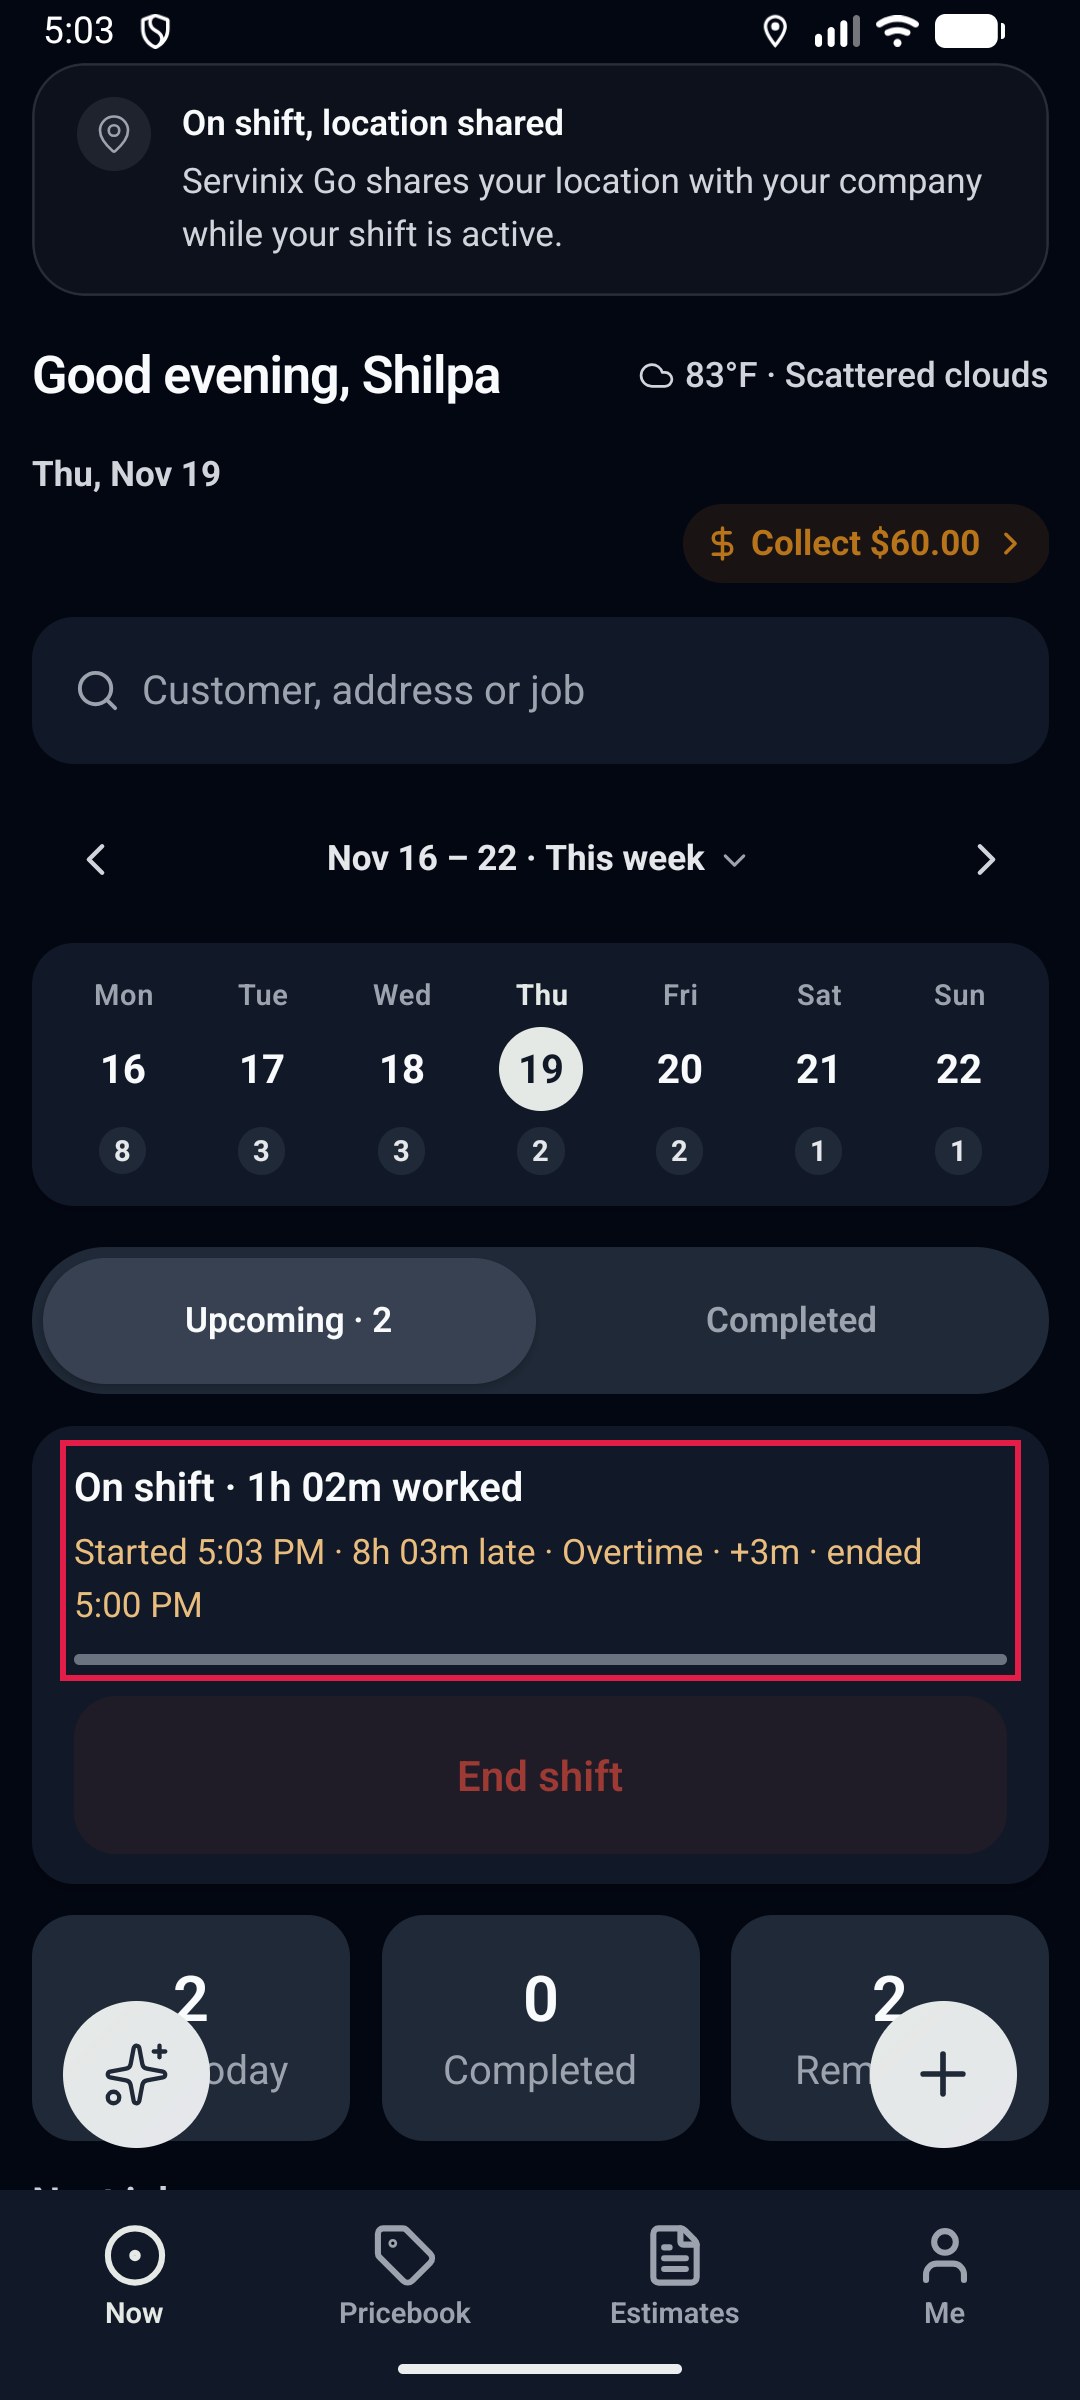 5:03
On shift, location shared
Servinix Go shares your location with your company
while your shift is active.
Good evening, Shilpa
83°F · Scattered clouds
Thu, Nov 19
$ Collect $60.00
Customer, address or job
Nov 16 – 22 · This week
Mon Tue Wed Thu Fri Sat Sun
16 17 18 19 20 21 22
8 3 3 2 2 1 1
Upcoming · 2
Completed
On shift · 1h 02m worked
Started 5:03 PM · 8h 03m late · Overtime · +3m · ended
5:00 PM
End shift
2 0 2
oday Completed Rem
Now Pricebook Estimates Me